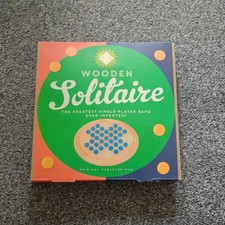 WOODEN
Solitaire
THE GREATEST SINGLE-PLAYER GAME
EVER INVENTED!
ORIGINAL TABLETOP FUN